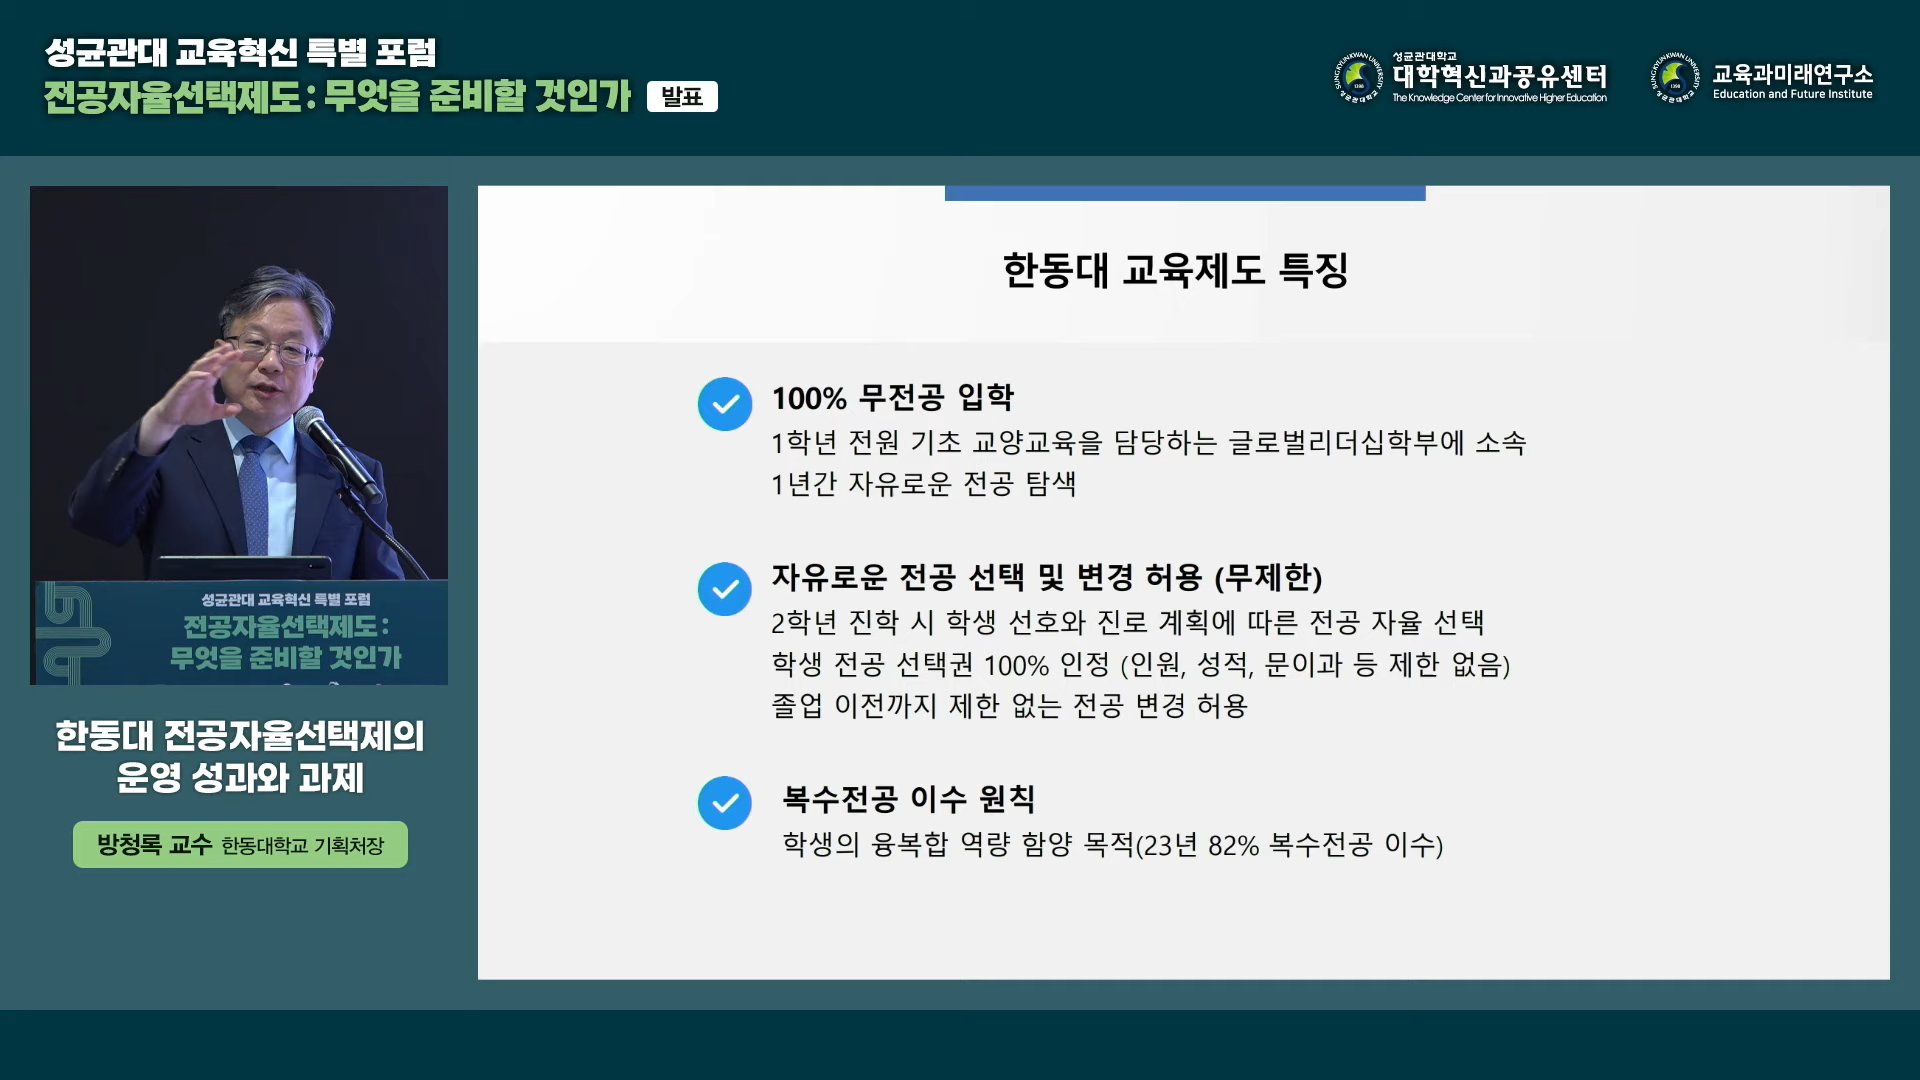 성균관대 교육혁신 특별 포럼
전공자율선택제도 : 무엇을 준비할 것인가 발표
성균관대학교
대학혁신과공유센터
The Knowledge Center for Innovative Higher Education
교육과미래연구소
Education and Future Institute
성균관대 교육혁신 특별 포럼
전공자율선택제도 :
무엇을 준비할 것인가
한동대 전공자율선택제의
운영 성과와 과제
방청록 교수 한동대학교 기획처장
한동대 교육제도 특징
100% 무전공 입학
1학년 전원 기초 교양교육을 담당하는 글로벌리더십학부에 소속
1년간 자유로운 전공 탐색
자유로운 전공 선택 및 변경 허용 (무제한)
2학년 진학 시 학생 선호와 진로 계획에 따른 전공 자율 선택
학생 전공 선택권 100% 인정 (인원, 성적, 문이과 등 제한 없음)
졸업 이전까지 제한 없는 전공 변경 허용
복수전공 이수 원칙
학생의 융복합 역량 함양 목적(23년 82% 복수전공 이수)